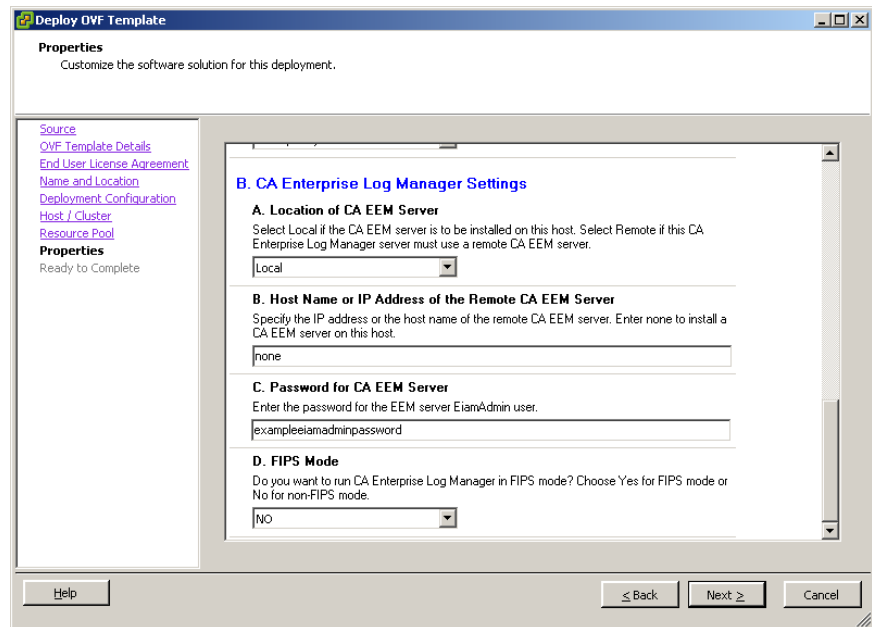 Deploy OVF Template
Properties
Customize the software solution for this deployment.
Source
OVF Template Details
End User License Agreement
Name and Location
Deployment Configuration
Host / Cluster
Resource Pool
Properties
Ready to Complete
B. CA Enterprise Log Manager Settings
A. Location of CA EEM Server
Select Local if the CA EEM server is to be installed on this host. Select Remote if this CA
Enterprise Log Manager server must use a remote CA EEM server.
Local
B. Host Name or IP Address of the Remote CA EEM Server
Specify the IP address or the host name of the remote CA EEM server. Enter none to install a
CA EEM server on this host.
none
C. Password for CA EEM Server
Enter the password for the EEM server EiamAdmin user.
exampleeiamadminpassword
D. FIPS Mode
Do you want to run CA Enterprise Log Manager in FIPS mode? Choose Yes for FIPS mode or
No for non-FIPS mode.
NO
Help
< Back
Next >
Cancel